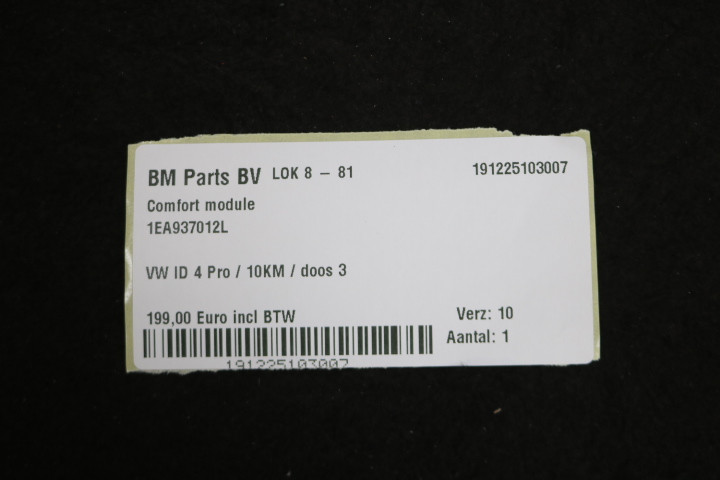 BM Parts BV LOK 8 – 81 191225103007
Comfort module
1EA937012L
VW ID 4 Pro / 10KM / doos 3
199,00 Euro incl BTW Verz: 10
Aantal: 1
191225103007